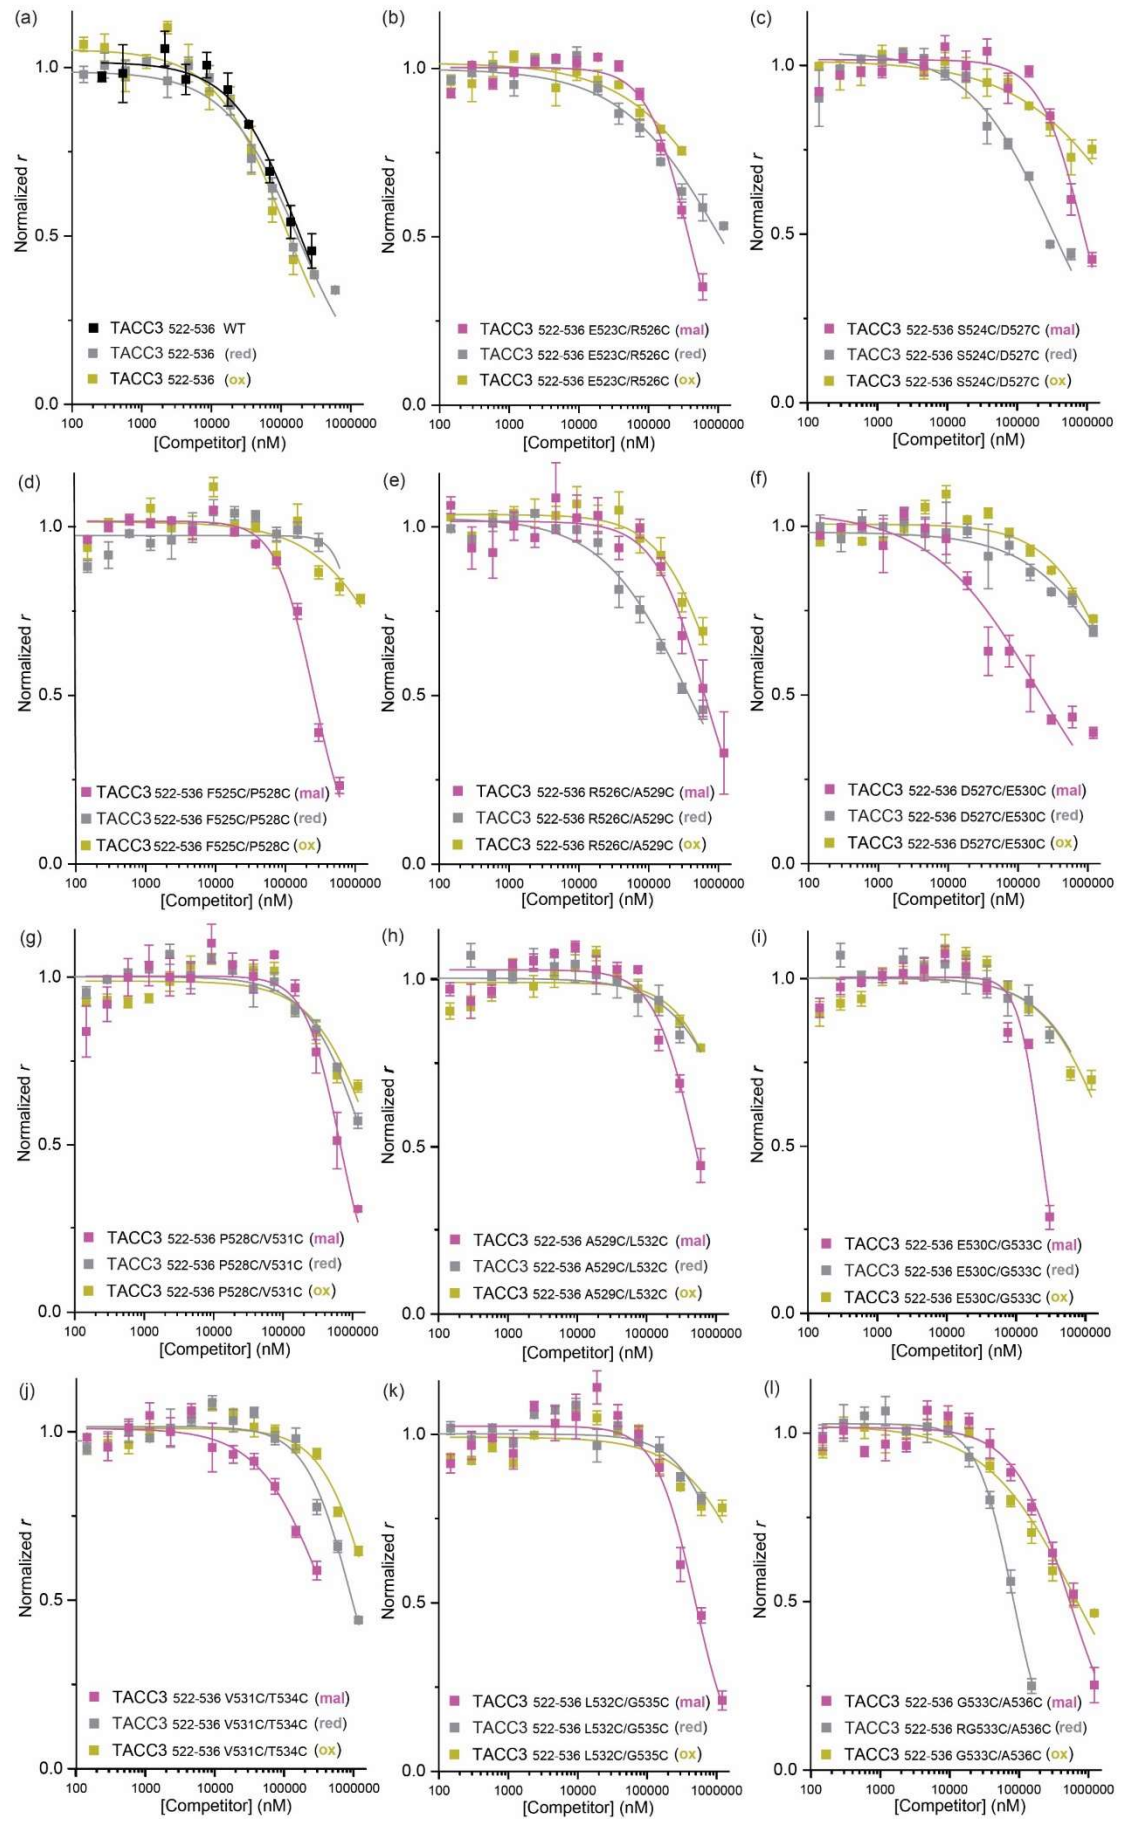 (a)
Normalized r
1.0
0.5
0.0
TACC3 522-536 WT
TACC3 522-536 (red)
TACC3 522-536 (ox)
100 1000 10000 100000 1000000
[Competitor] (nM)
(b)
Normalized r
1.0
0.5
0.0
TACC3 522-536 E523C/R526C (mal)
TACC3 522-536 E523C/R526C (red)
TACC3 522-536 E523C/R526C (ox)
100 1000 10000 100000 1000000
[Competitor] (nM)
(c)
Normalized r
1.0
0.5
0.0
TACC3 522-536 S524C/D527C (mal)
TACC3 522-536 S524C/D527C (red)
TACC3 522-536 S524C/D527C (ox)
100 1000 10000 100000 1000000
[Competitor] (nM)
(d)
Normalized r
1.0
0.5
0.0
TACC3 522-536 F525C/P528C (mal)
TACC3 522-536 F525C/P528C (red)
TACC3 522-536 F525C/P528C (ox)
100 1000 10000 100000 1000000
[Competitor] (nM)
(e)
Normalized r
1.0
0.5
0.0
TACC3 522-536 R526C/A529C (mal)
TACC3 522-536 R526C/A529C (red)
TACC3 522-536 R526C/A529C (ox)
100 1000 10000 100000 1000000
[Competitor] (nM)
(f)
Normalized r
1.0
0.5
0.0
TACC3 522-536 D527C/E530C (mal)
TACC3 522-536 D527C/E530C (red)
TACC3 522-536 D527C/E530C (ox)
100 1000 10000 100000 1000000
[Competitor] (nM)
(g)
Normalized r
1.0
0.5
0.0
TACC3 522-536 P528C/V531C (mal)
TACC3 522-536 P528C/V531C (red)
TACC3 522-536 P528C/V531C (ox)
100 1000 10000 100000 1000000
[Competitor] (nM)
(h)
Normalized r
1.0
0.5
0.0
TACC3 522-536 A529C/L532C (mal)
TACC3 522-536 A529C/L532C (red)
TACC3 522-536 A529C/L532C (ox)
100 1000 10000 100000 1000000
[Competitor] (nM)
(i)
Normalized r
1.0
0.5
0.0
TACC3 522-536 E530C/G533C (mal)
TACC3 522-536 E530C/G533C (red)
TACC3 522-536 E530C/G533C (ox)
100 1000 10000 100000 1000000
[Competitor] (nM)
(j)
Normalized r
1.0
0.5
0.0
TACC3 522-536 V531C/T534C (mal)
TACC3 522-536 V531C/T534C (red)
TACC3 522-536 V531C/T534C (ox)
100 1000 10000 100000 1000000
[Competitor] (nM)
(k)
Normalized r
1.0
0.5
0.0
TACC3 522-536 L532C/G535C (mal)
TACC3 522-536 L532C/G535C (red)
TACC3 522-536 L532C/G535C (ox)
100 1000 10000 100000 1000000
[Competitor] (nM)
(l)
Normalized r
1.0
0.5
0.0
TACC3 522-536 G533C/A536C (mal)
TACC3 522-536 RG533C/A536C (red)
TACC3 522-536 G533C/A536C (ox)
100 1000 10000 100000 1000000
[Competitor] (nM)